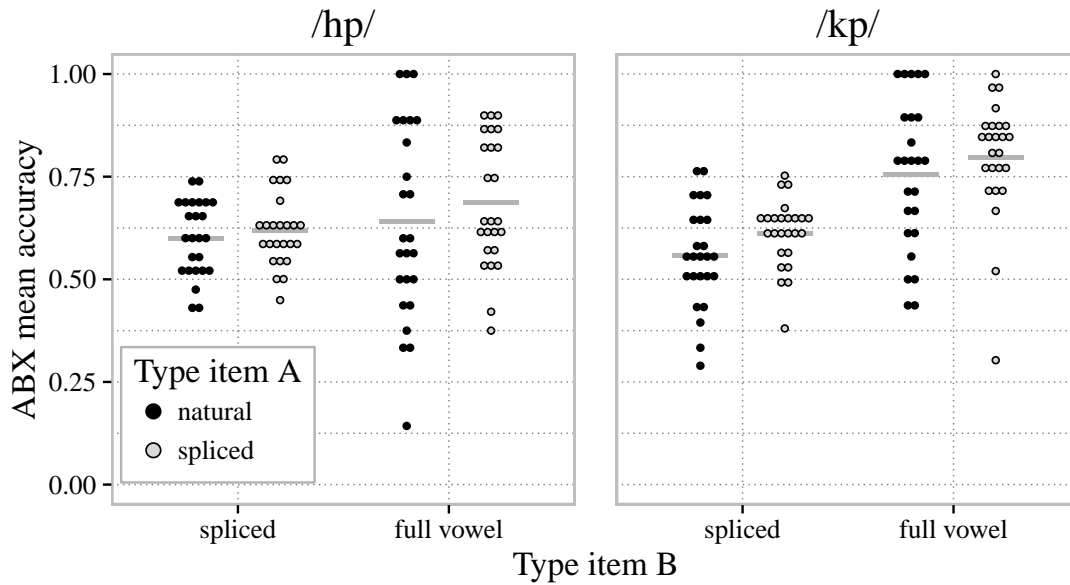 /hp/
/kp/
ABX mean accuracy
1.00
0.75
0.50
0.25
0.00
Type item A
natural
spliced
spliced
full vowel
spliced
full vowel
Type item B